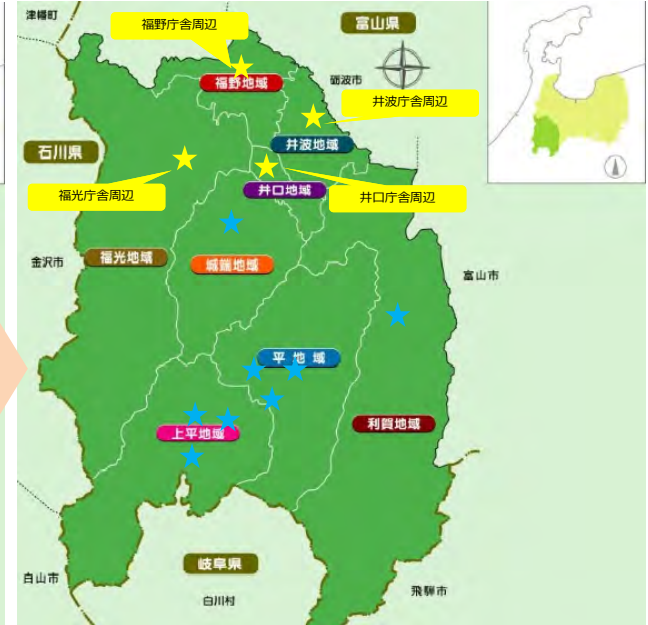 津幡町
福野庁舎周辺
富山県
福野地域
砺波市
井波庁舎周辺
井波地域
石川県
井口地域
福光庁舎周辺
井口庁舎周辺
金沢市
福光地域
城端地域
富山市
平地域
利賀地域
上平地域
岐阜県
白山市
白川村
飛騨市